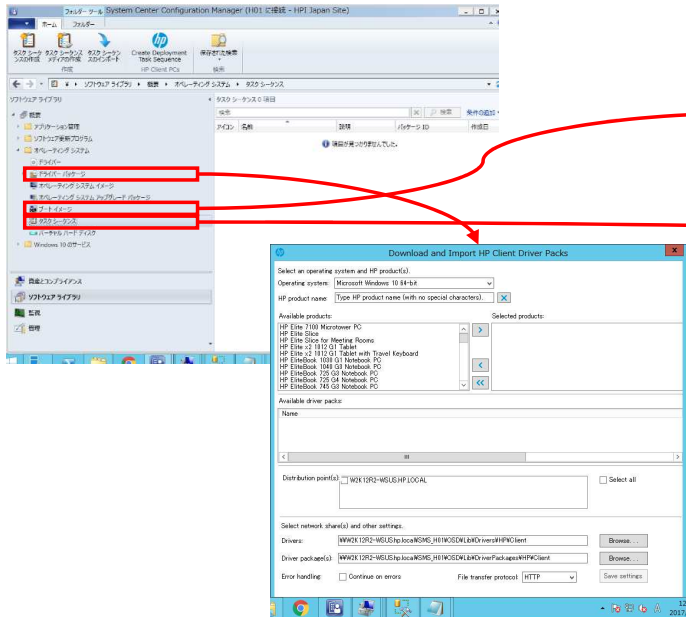 フォルダー ツール System Center Configuration Manager (H01 に接続 - HPI Japan Site)
ホーム フォルダー
タスク シーケンスの作成
タスク シーケンス メディアの作成
タスク シーケンスのインポート
Create Deployment Task Sequence
保存された検索
作成 HP Client PCs 検索
ソフトウェア ライブラリ ▸ 概要 ▸ オペレーティング システム ▸ タスク シーケンス
ソフトウェア ライブラリ
タスク シーケンス 0 項目
検索 検索 条件の追加
アイコン 名前 説明 パッケージ ID 作成日
項目が見つかりませんでした。
概要
アプリケーション管理
ソフトウェア更新プログラム
オペレーティング システム
ドライバー
ドライバー パッケージ
オペレーティング システム イメージ
オペレーティング システム アップグレード パッケージ
ブート イメージ
タスク シーケンス
バーチャル ハード ディスク
Windows 10 のサービス
資産とコンプライアンス
ソフトウェア ライブラリ
監視
管理
Download and Import HP Client Driver Packs
x
Select an operating system and HP product(s).
Operating system: Microsoft Windows 10 64-bit
HP product name: Type HP product name (with no special characters).
Available products: Selected products:
HP Elite 7100 Microtower PC
HP Elite Slice
HP Elite Slice for Meeting Rooms
HP Elite x2 1012 G1 Tablet
HP Elite x2 1012 G1 Tablet with Travel Keyboard
HP EliteBook 1030 G1 Notebook PC
HP EliteBook 1040 G3 Notebook PC
HP EliteBook 725 G3 Notebook PC
HP EliteBook 725 G4 Notebook PC
HP EliteBook 745 G3 Notebook PC
Available driver packs:
Name
Distribution point(s): W2K12R2-WSUS.HP.LOCAL Select all
Select network share(s) and other settings.
Drivers: ¥¥W2K12R2-WSUS.hp.local¥SMS_H01¥OSD¥Lib¥Drivers¥HP¥Client Browse...
Driver package(s): ¥¥W2K12R2-WSUS.hp.local¥SMS_H01¥OSD¥Lib¥DriverPackages¥HP¥Client Browse...
Error handling: Continue on errors File transfer protocol: HTTP Save settings